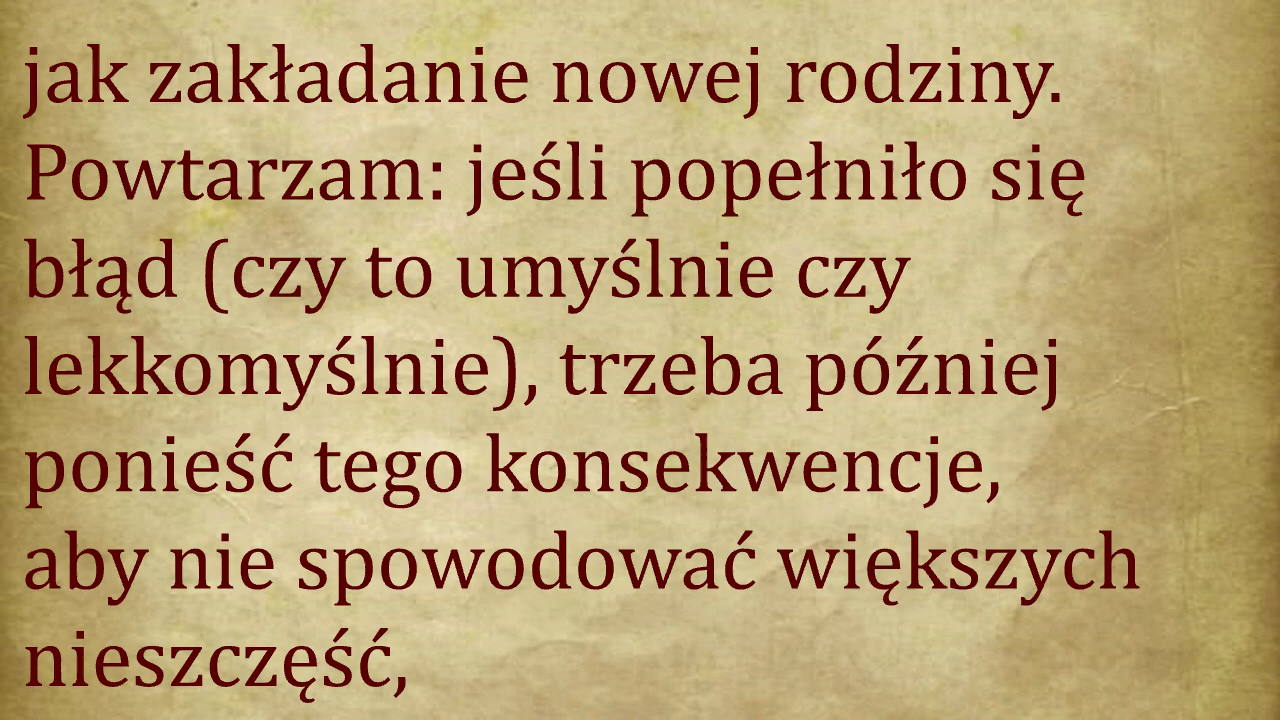 jak zakładanie nowej rodziny.
Powtarzam: jeśli popełniło się
błąd (czy to umyślnie czy
lekkomyślnie), trzeba później
ponieść tego konsekwencje,
aby nie spowodować większych
nieszczęść,